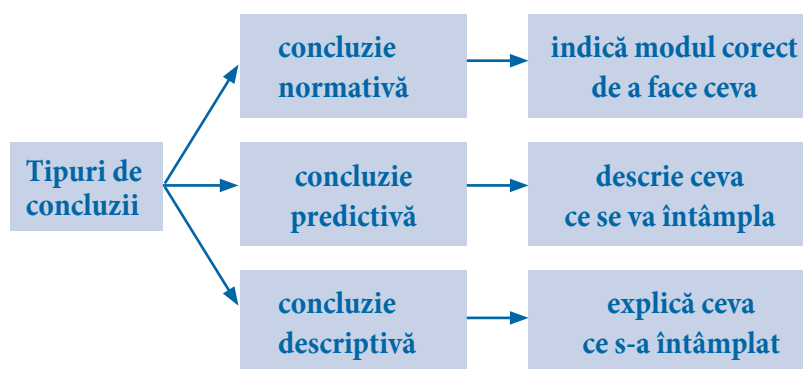 concluzie
normativă
indică modul corect
de a face ceva
Tipuri de
concluzii
concluzie
predictivă
descrie ceva
ce se va întâmpla
concluzie
descriptivă
explică ceva
ce s-a întâmplat